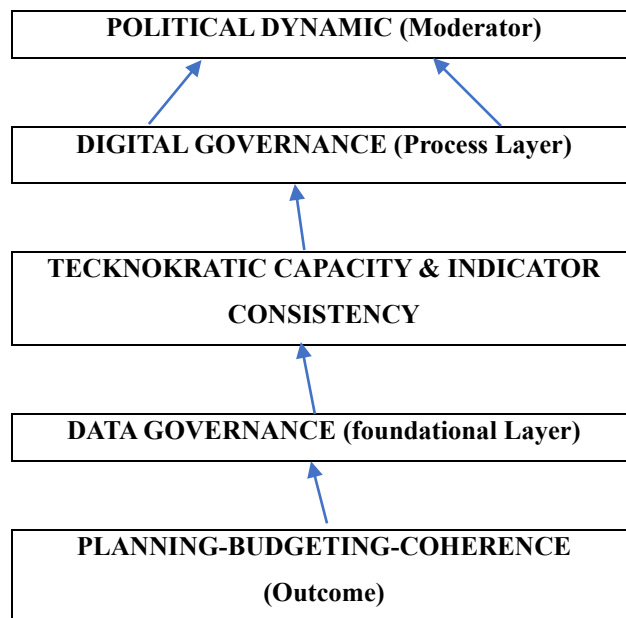 POLITICAL DYNAMIC (Moderator)
DIGITAL GOVERNANCE (Process Layer)
TECKNOKRATIC CAPACITY & INDICATOR
CONSISTENCY
DATA GOVERNANCE (foundational Layer)
PLANNING-BUDGETING-COHERENCE
(Outcome)